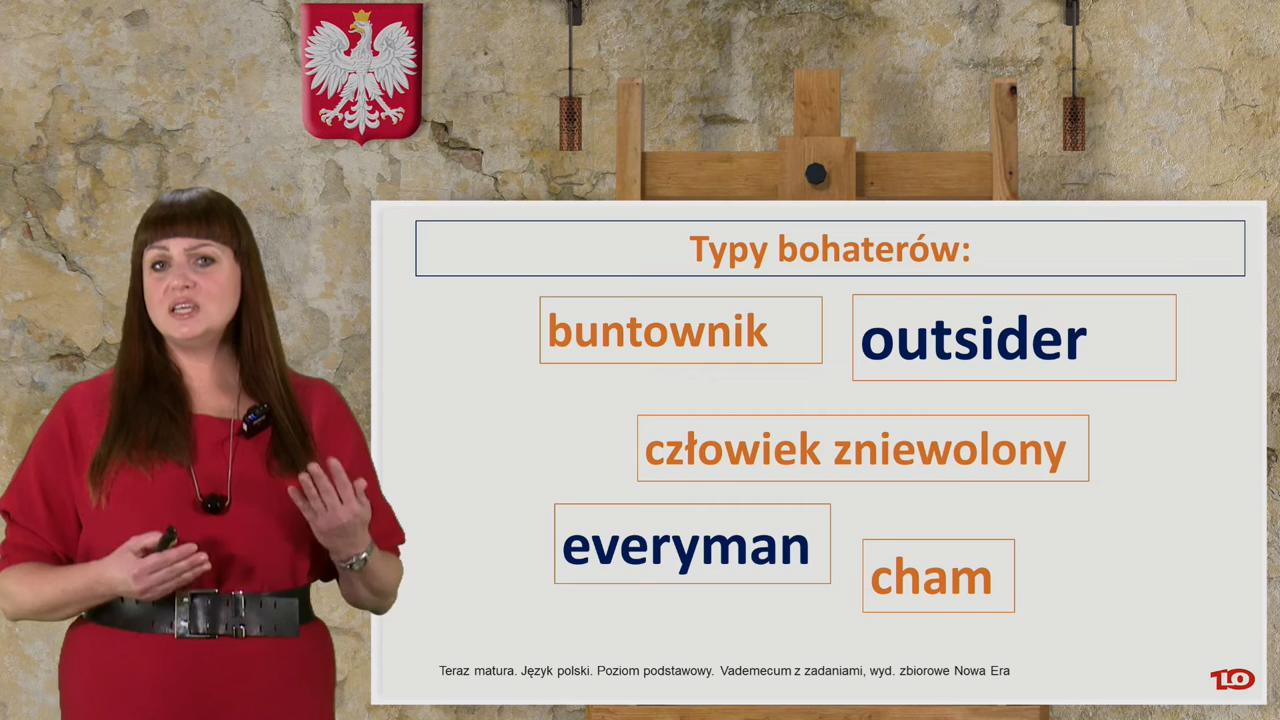 Typy bohaterów:
buntownik
outsider
człowiek zniewolony
everyman
cham
Teraz matura. Język polski. Poziom podstawowy. Vademecum z zadaniami, wyd. zbiorowe Nowa Era
1LO